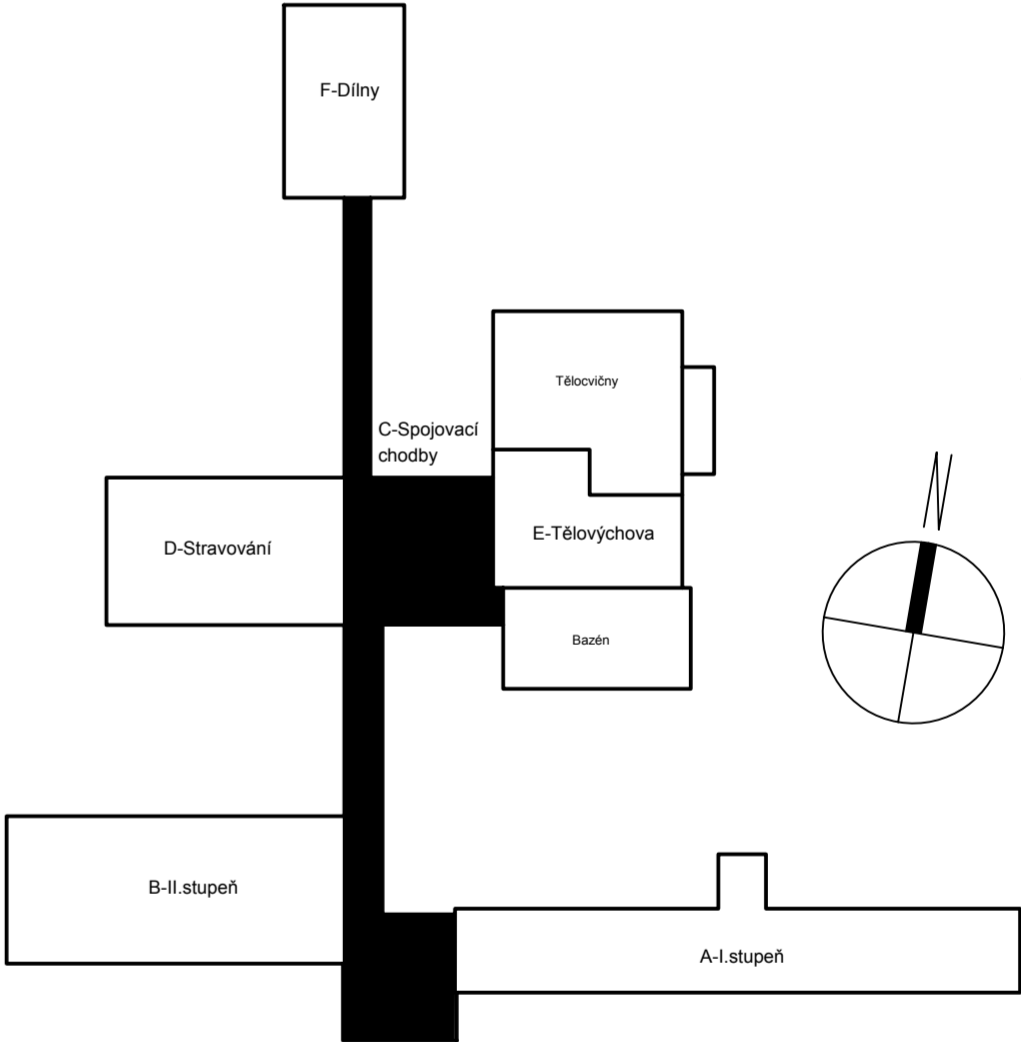 F-Dílny
Tělocvičny
C-Spojovací
chodby
E-Tělovýchova
D-Stravování
Bazén
B-II.stupeň
A-I.stupeň